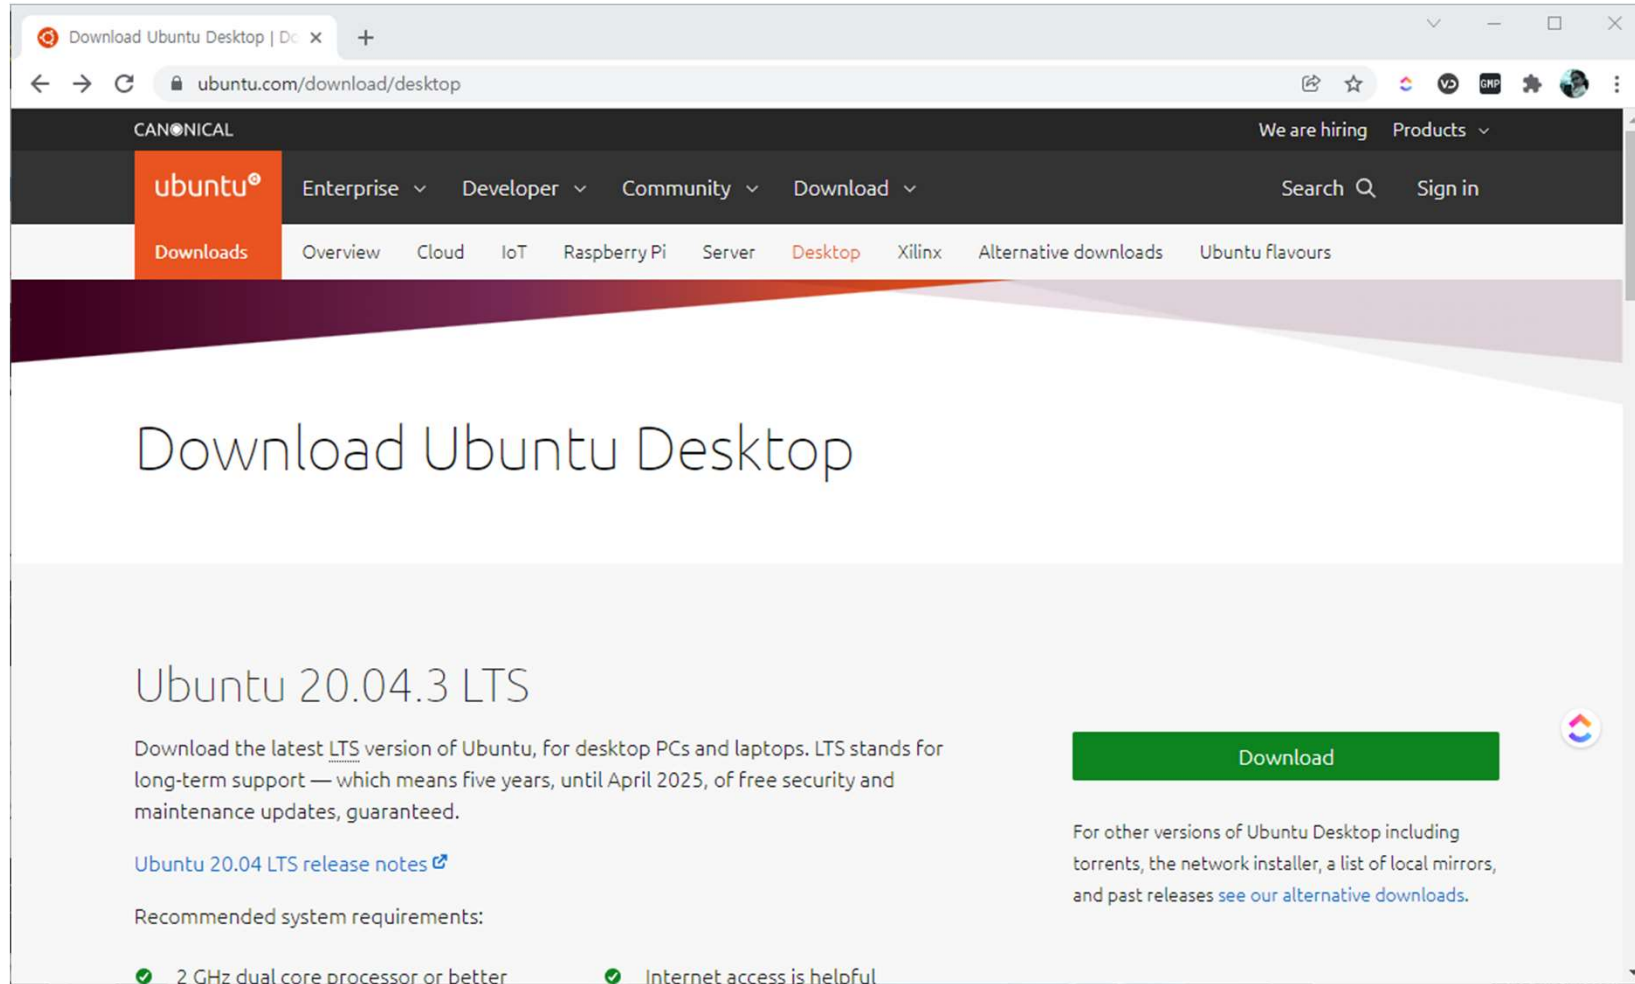 Download Ubuntu Desktop | Do
ubuntu.com/download/desktop
GMP
CANONICAL
We are hiring Products
ubuntu Enterprise Developer Community Download Search Sign in
Downloads Overview Cloud IoT Raspberry Pi Server Desktop Xilinx Alternative downloads Ubuntu flavours
Download Ubuntu Desktop
Ubuntu 20.04.3 LTS
Download the latest LTS version of Ubuntu, for desktop PCs and laptops. LTS stands for
long-term support — which means five years, until April 2025, of free security and
maintenance updates, guaranteed.
Ubuntu 20.04 LTS release notes
Recommended system requirements:
2 GHz dual core processor or better
Internet access is helpful
Download
For other versions of Ubuntu Desktop including
torrents, the network installer, a list of local mirrors,
and past releases see our alternative downloads.